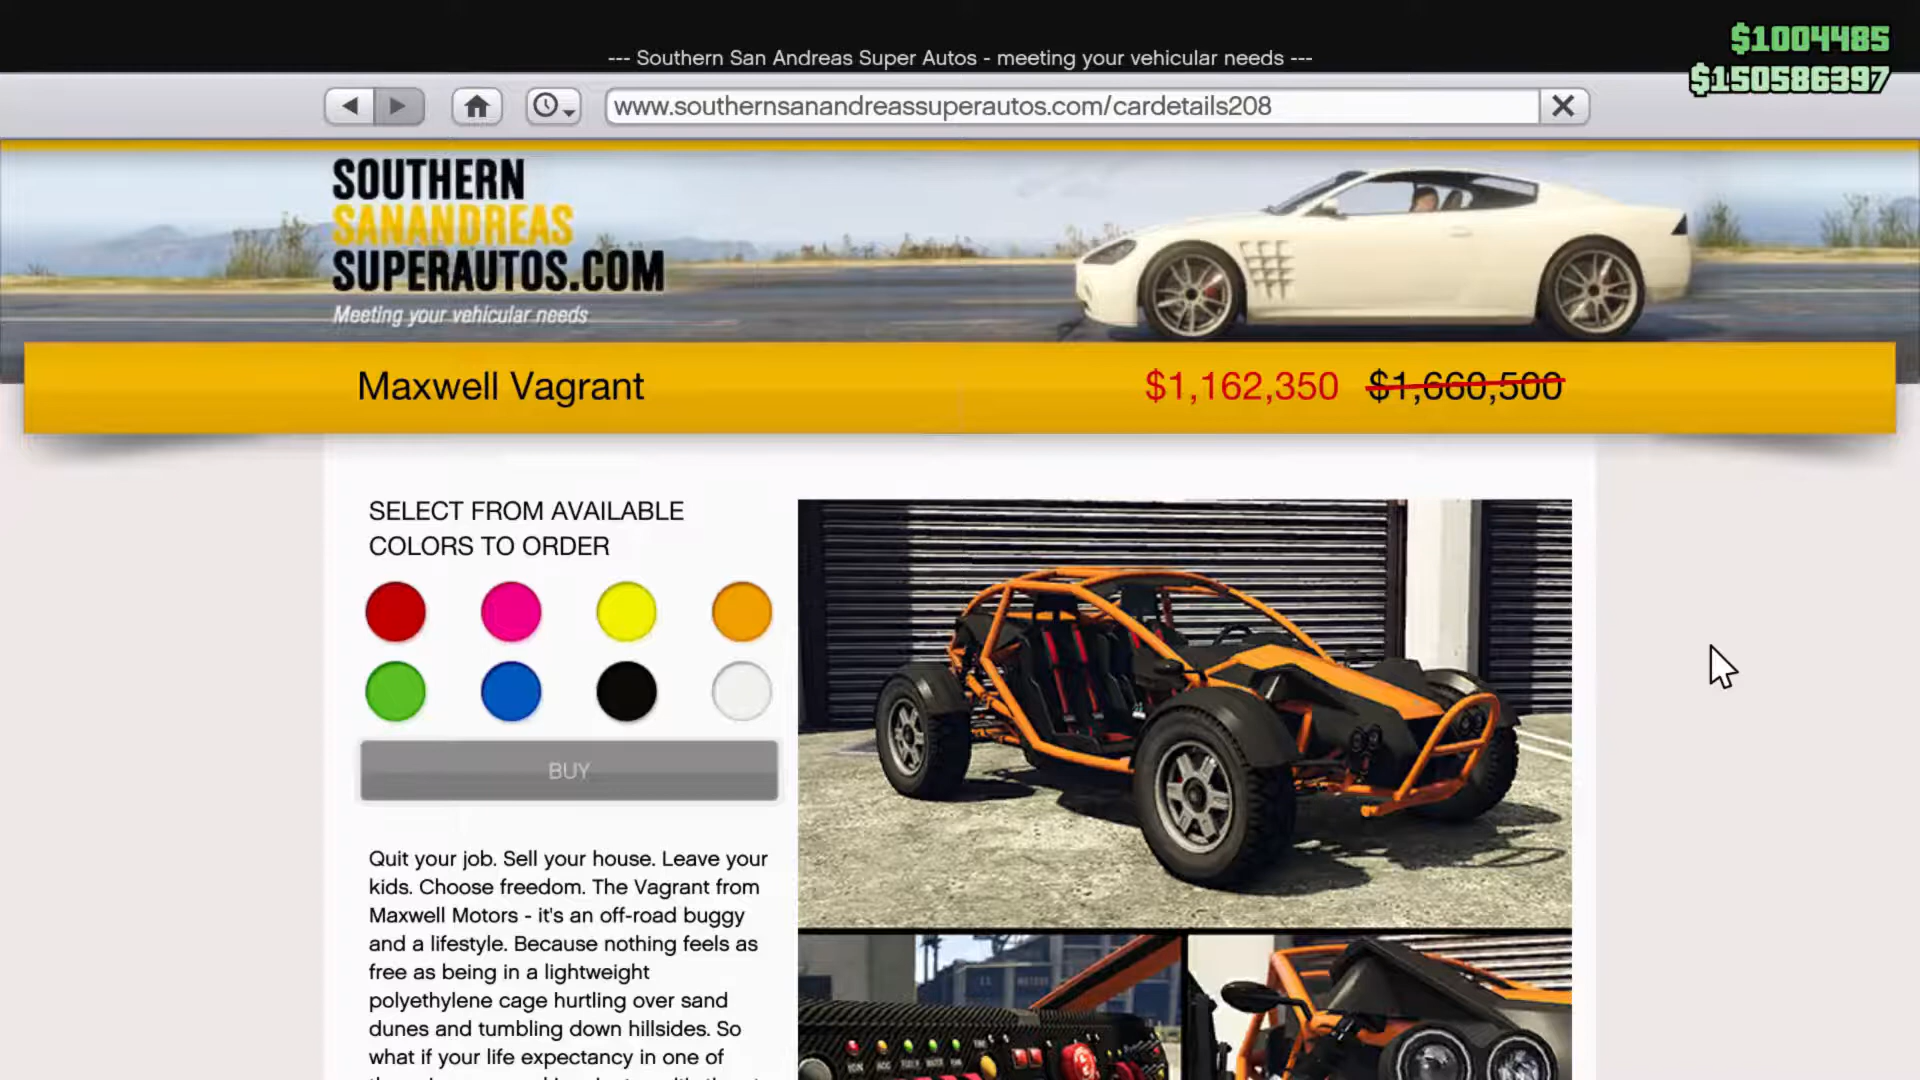 --- Southern San Andreas Super Autos - meeting your vehicular needs ---
$1004485
$150586397
www.southernsanandreassuperautos.com/cardetails208
SOUTHERN
SANANDREAS
SUPERAUTOS.COM
Meeting your vehicular needs
Maxwell Vagrant
$1,162,350 $1,660,500
SELECT FROM AVAILABLE
COLORS TO ORDER
BUY
Quit your job. Sell your house. Leave your
kids. Choose freedom. The Vagrant from
Maxwell Motors - it's an off-road buggy
and a lifestyle. Because nothing feels as
free as being in a lightweight
polyethylene cage hurtling over sand
dunes and tumbling down hillsides. So
what if your life expectancy in one of